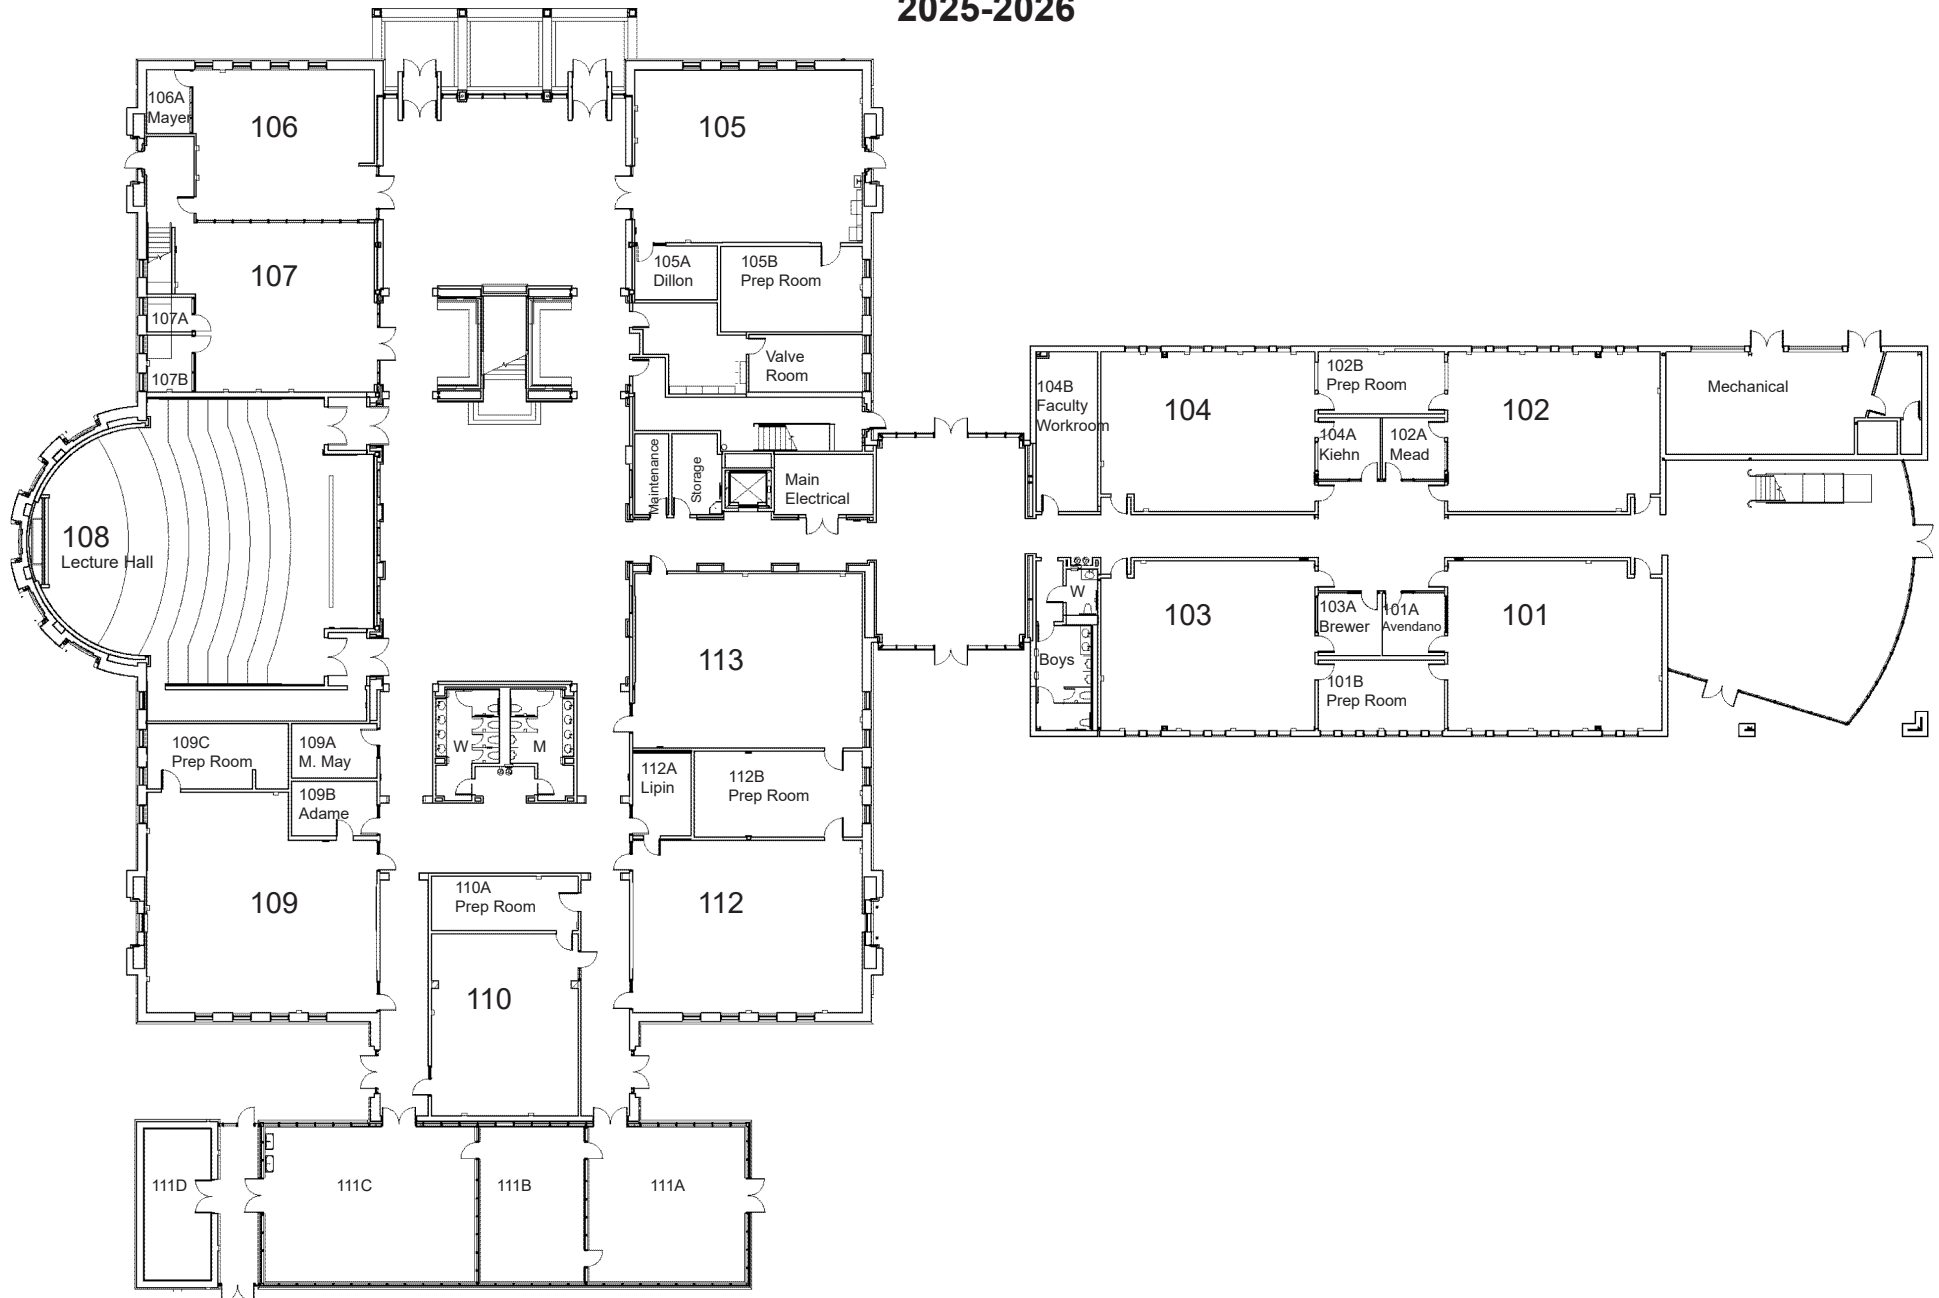 2025-2026
106A
Mayer
106
105
107
105A
Dillon
105B
Prep Room
107A
107B
Valve
Room
108
Lecture Hall
Maintenance
Storage
Main
Electrical
104B
Faculty
Workroom
104
102B
Prep Room
104A
Kiehn
102A
Mead
102
Mechanical
W
Boys
103
103A
Brewer
101A
Avendano
101
101B
Prep Room
113
W
M
109C
Prep Room
109A
M. May
109B
Adame
112A
Lipin
112B
Prep Room
109
110A
Prep Room
112
110
111D
111C
111B
111A